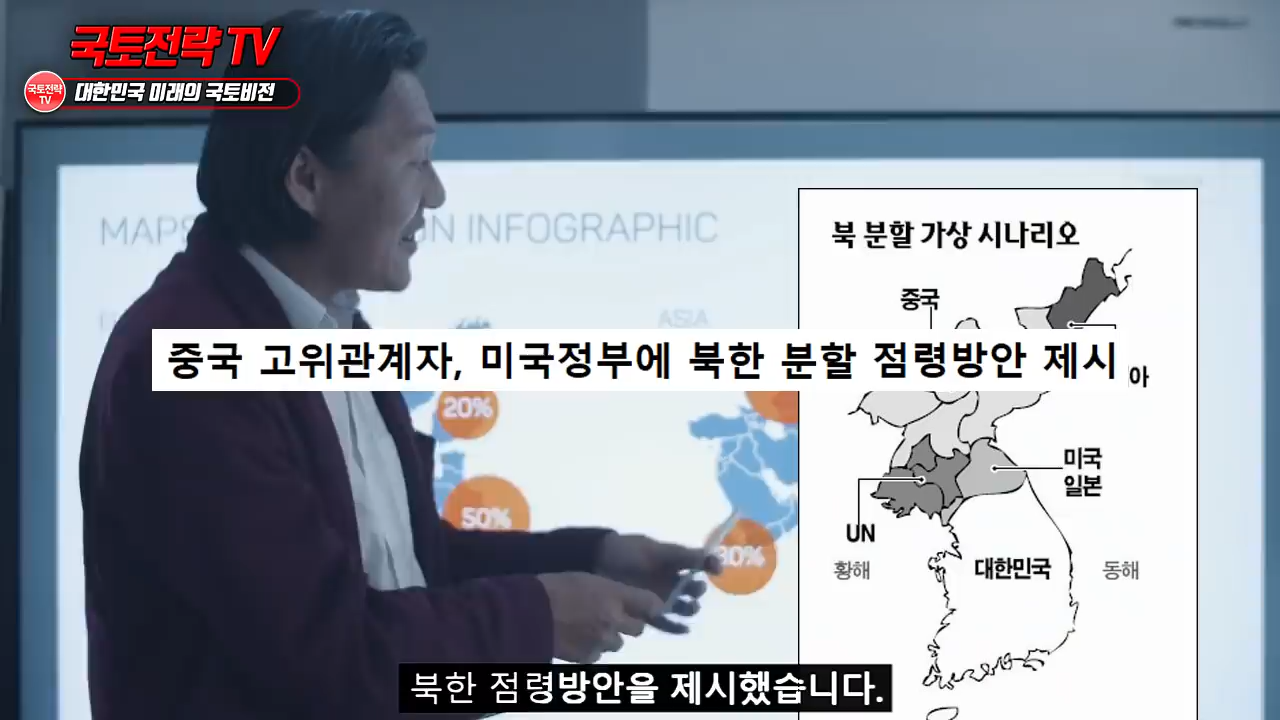 국토전략 TV
국토전략
TV
대한민국 미래의 국토비전
MAPS
ON INFOGRAPHIC
ASIA
북 분할 가상 시나리오
중국
중국 고위관계자, 미국정부에 북한 분할 점령방안 제시
아
20%
미국
일본
50%
UN
30%
황해
대한민국
동해
북한 점령방안을 제시했습니다.